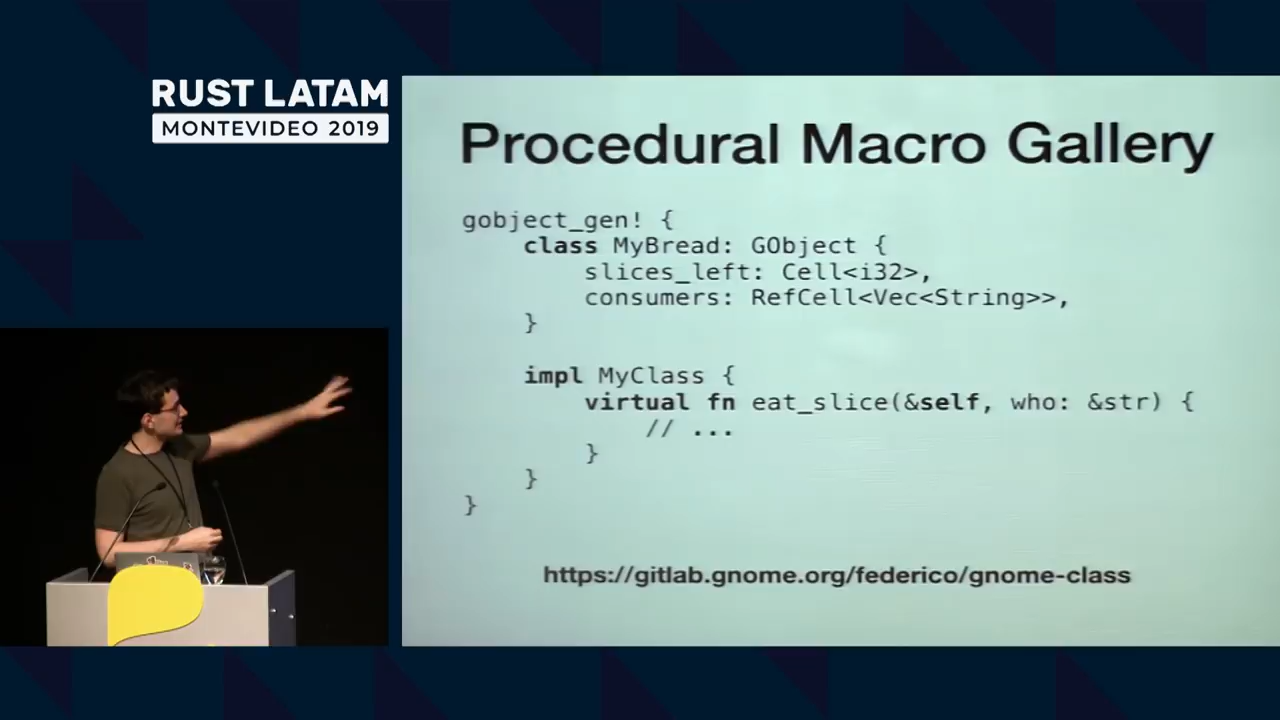 RUST LATAM
MONTEVIDEO 2019
Procedural Macro Gallery
gobject_gen! {
    class MyBread: GObject {
        slices_left: Cell<i32>,
        consumers: RefCell<Vec<String>>,
    }
    impl MyClass {
        virtual fn eat_slice(&self, who: &str) {
            // ...
        }
    }
}
https://gitlab.gnome.org/federico/gnome-class